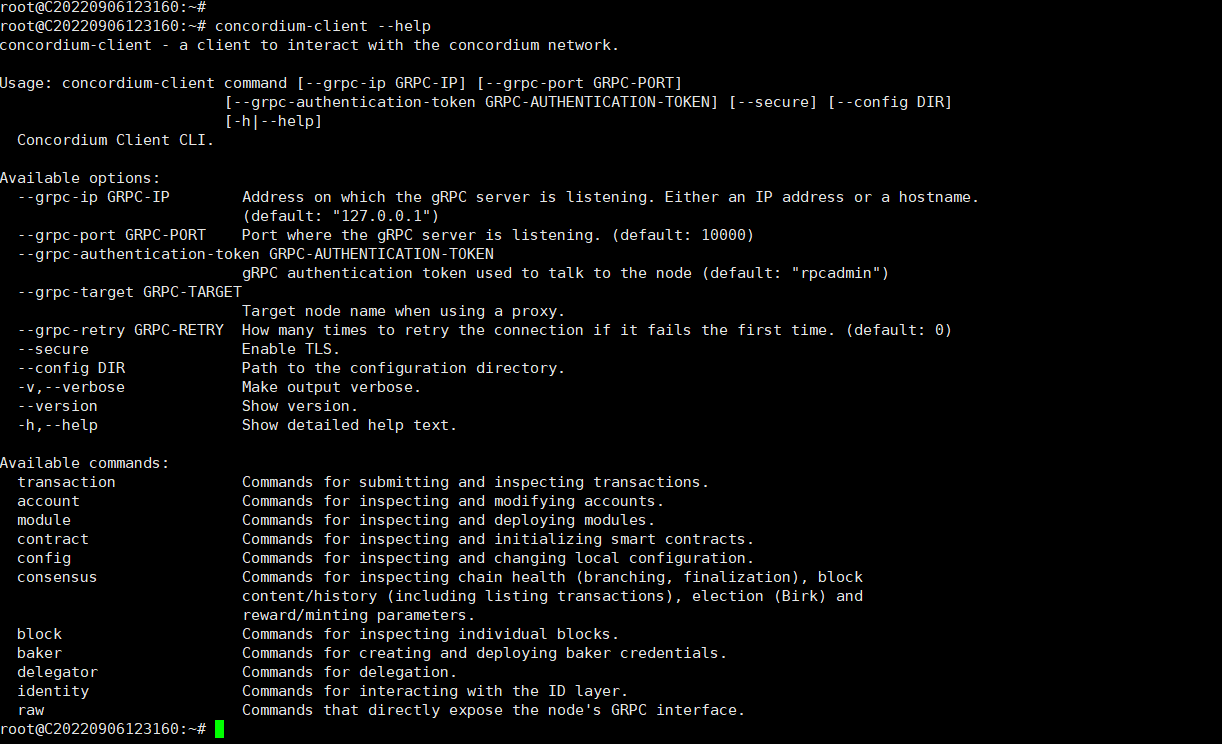 root@C20220906123160:~#
root@C20220906123160:~# concordium-client --help
concordium-client - a client to interact with the concordium network.

Usage: concordium-client command [--grpc-ip GRPC-IP] [--grpc-port GRPC-PORT]
                         [--grpc-authentication-token GRPC-AUTHENTICATION-TOKEN] [--secure] [--config DIR]
                         [-h|--help]
  Concordium Client CLI.

Available options:
  --grpc-ip GRPC-IP        Address on which the gRPC server is listening. Either an IP address or a hostname.
                           (default: "127.0.0.1")
  --grpc-port GRPC-PORT    Port where the gRPC server is listening. (default: 10000)
  --grpc-authentication-token GRPC-AUTHENTICATION-TOKEN
                           gRPC authentication token used to talk to the node (default: "rpcadmin")
  --grpc-target GRPC-TARGET
                           Target node name when using a proxy.
  --grpc-retry GRPC-RETRY  How many times to retry the connection if it fails the first time. (default: 0)
  --secure                 Enable TLS.
  --config DIR             Path to the configuration directory.
  -v,--verbose             Make output verbose.
  --version                Show version.
  -h,--help                Show detailed help text.

Available commands:
  transaction              Commands for submitting and inspecting transactions.
  account                  Commands for inspecting and modifying accounts.
  module                   Commands for inspecting and deploying modules.
  contract                 Commands for inspecting and initializing smart contracts.
  config                   Commands for inspecting and changing local configuration.
  consensus                Commands for inspecting chain health (branching, finalization), block
                           content/history (including listing transactions), election (Birk) and
                           reward/minting parameters.
  block                    Commands for inspecting individual blocks.
  baker                    Commands for creating and deploying baker credentials.
  delegator                Commands for delegation.
  identity                 Commands for interacting with the ID layer.
  raw                      Commands that directly expose the node's GRPC interface.
root@C20220906123160:~#